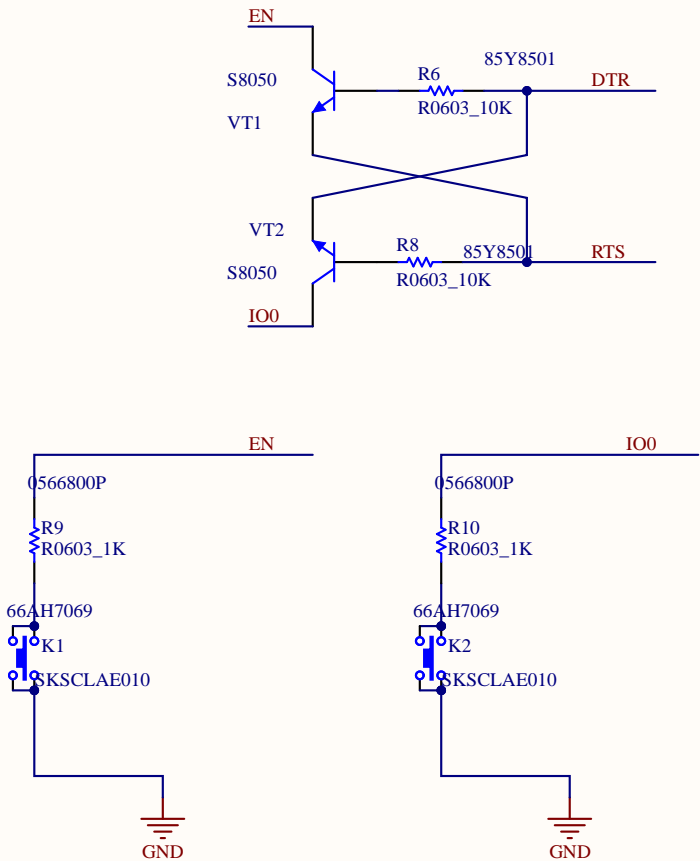 EN
85Y8501
S8050
R6
DTR
R0603_10K
VT1
VT2
R8
85Y8501
RTS
S8050
R0603_10K
IO0
EN
IO0
0566800P
0566800P
R9
R10
R0603_1K
R0603_1K
66AH7069
66AH7069
K1
K2
SKSCLAE010
SKSCLAE010
GND
GND